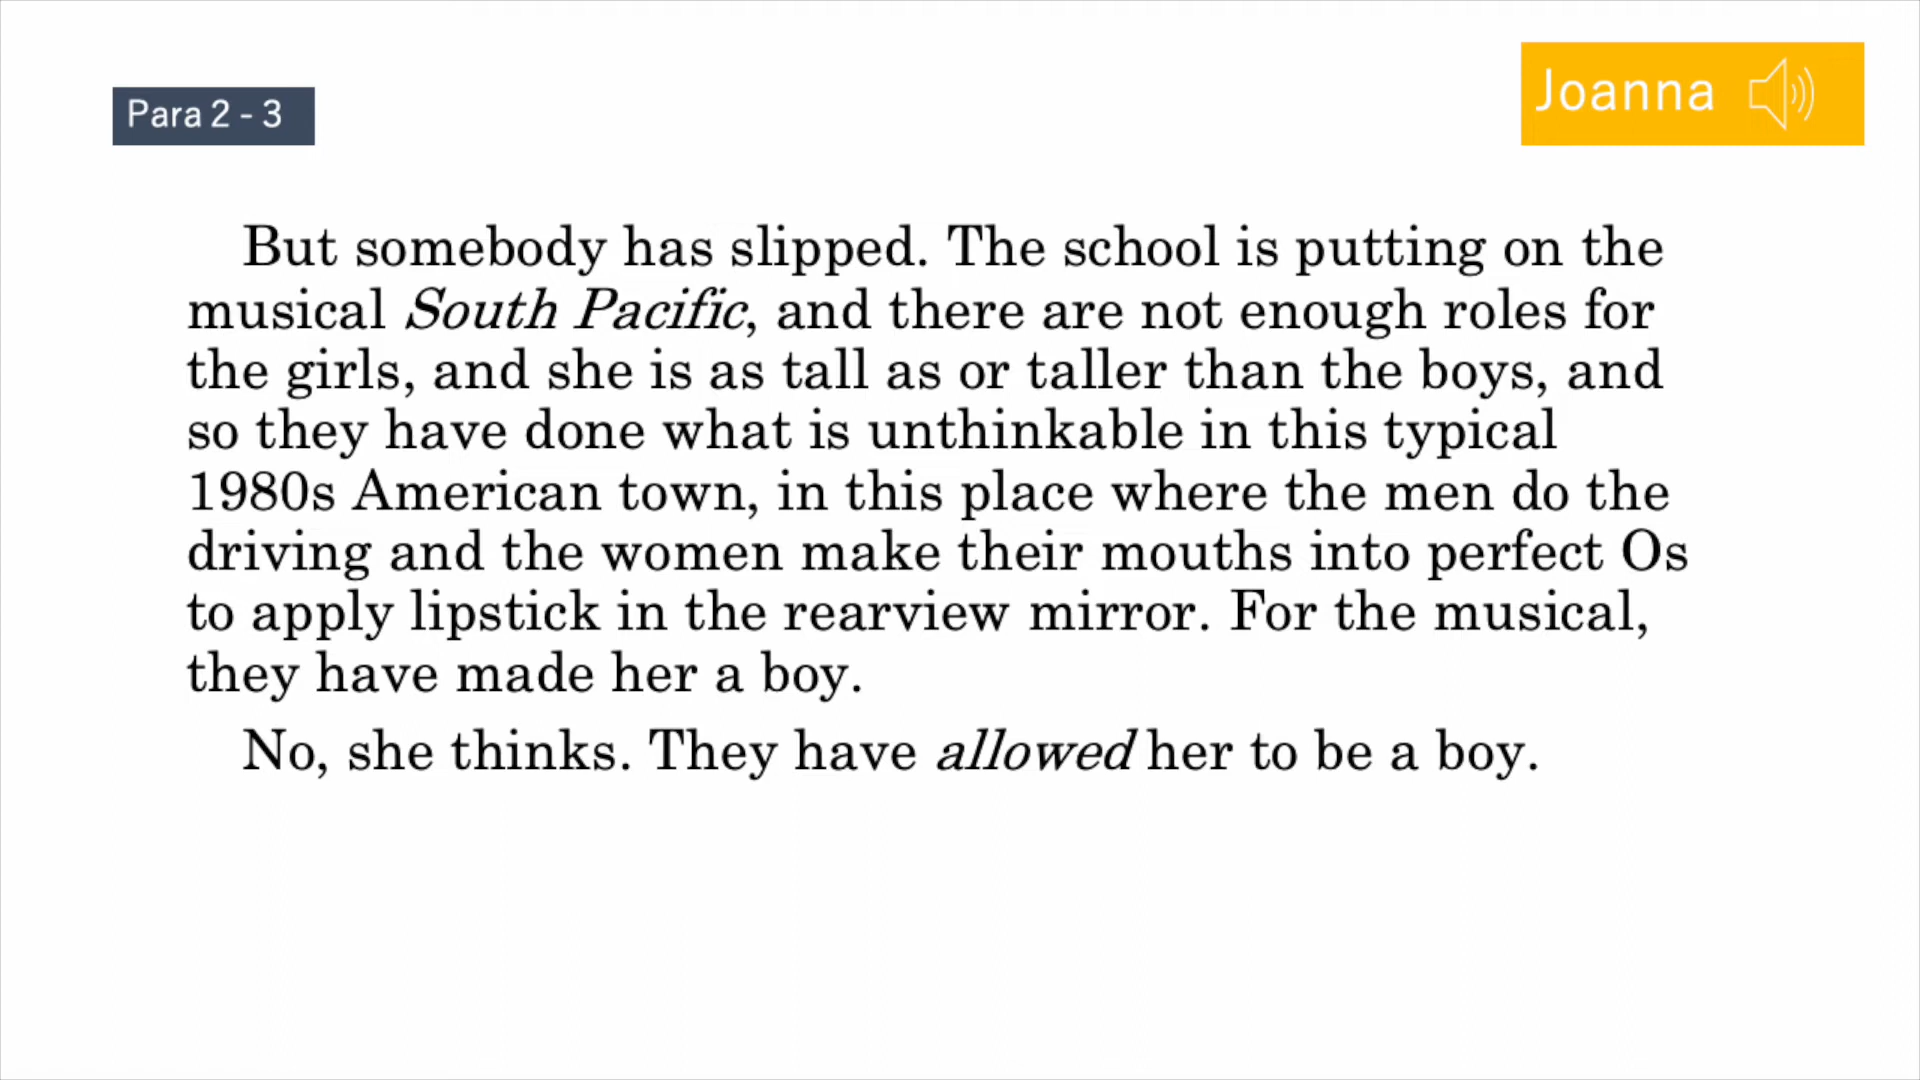 Joanna
Para 2 - 3
But somebody has slipped. The school is putting on the
musical South Pacific, and there are not enough roles for
the girls, and she is as tall as or taller than the boys, and
so they have done what is unthinkable in this typical
1980s American town, in this place where the men do the
driving and the women make their mouths into perfect Os
to apply lipstick in the rearview mirror. For the musical,
they have made her a boy.
No, she thinks. They have allowed her to be a boy.